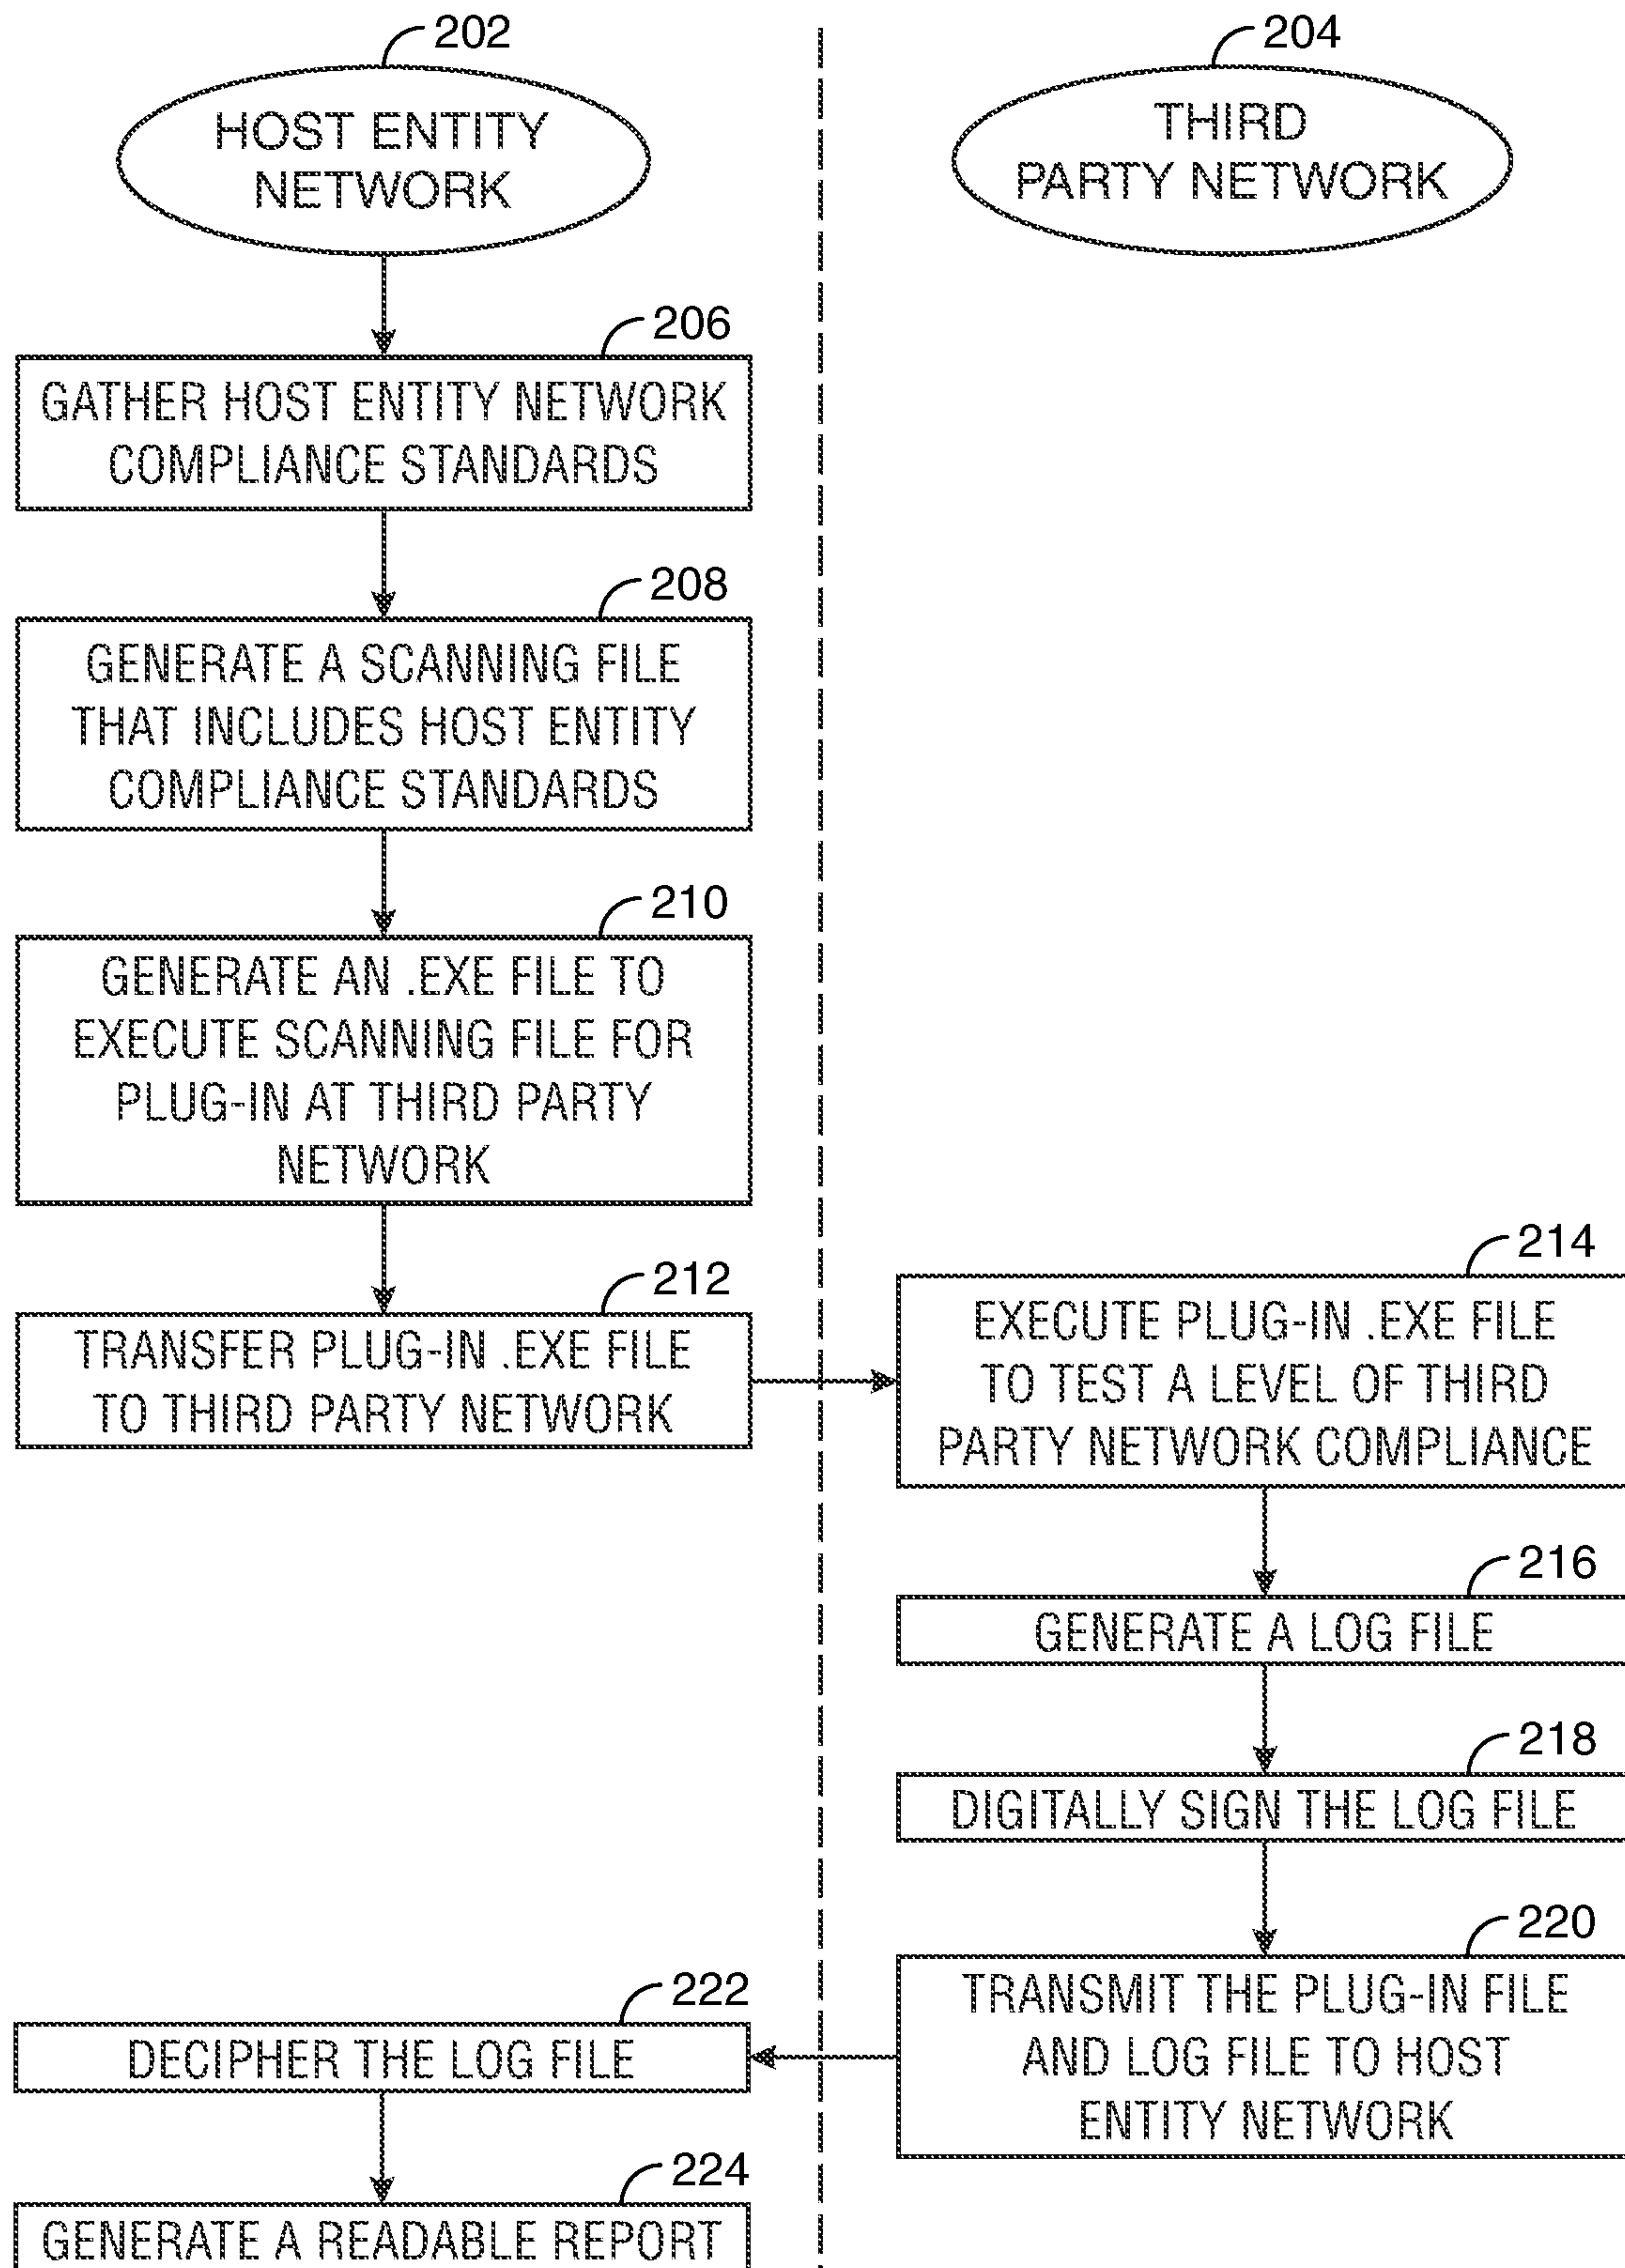 202
HOST ENTITY
NETWORK
204
THIRD
PARTY NETWORK
206
GATHER HOST ENTITY NETWORK
COMPLIANCE STANDARDS
208
GENERATE A SCANNING FILE
THAT INCLUDES HOST ENTITY
COMPLIANCE STANDARDS
210
GENERATE AN .EXE FILE TO
EXECUTE SCANNING FILE FOR
PLUG-IN AT THIRD PARTY
NETWORK
212
TRANSFER PLUG-IN .EXE FILE
TO THIRD PARTY NETWORK
214
EXECUTE PLUG-IN .EXE FILE
TO TEST A LEVEL OF THIRD
PARTY NETWORK COMPLIANCE
216
GENERATE A LOG FILE
218
DIGITALLY SIGN THE LOG FILE
220
TRANSMIT THE PLUG-IN FILE
AND LOG FILE TO HOST
ENTITY NETWORK
222
DECIPHER THE LOG FILE
224
GENERATE A READABLE REPORT